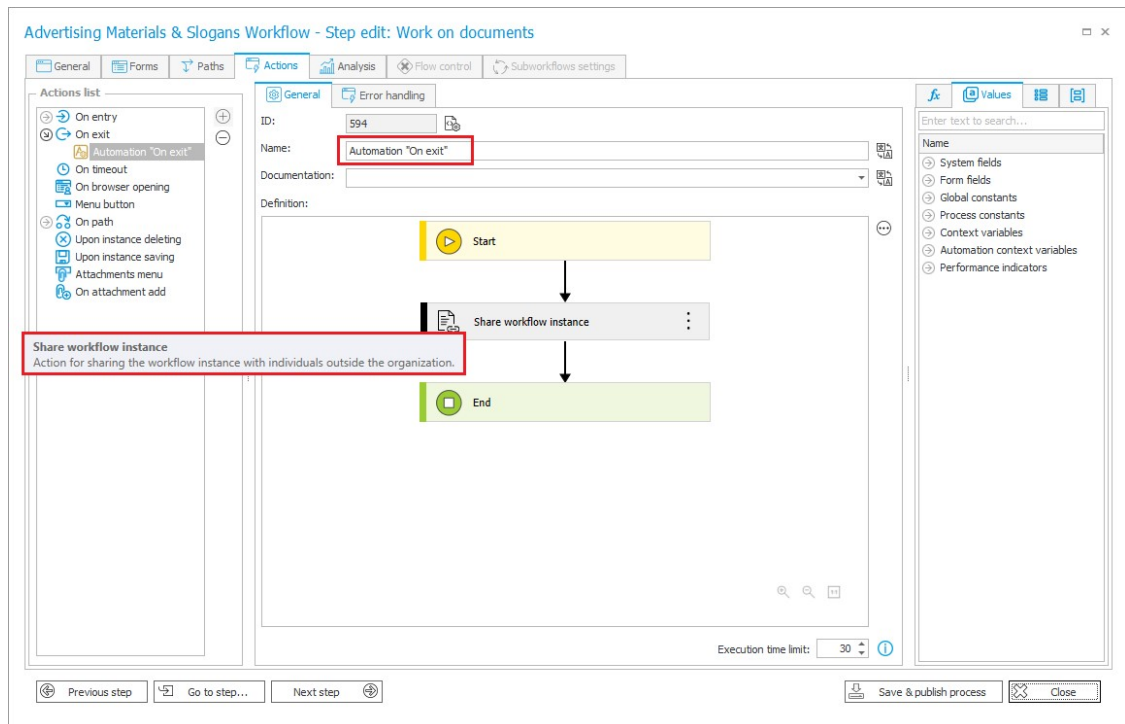 Advertising Materials & Slogans Workflow - Step edit: Work on documents
General Forms Paths Actions Analysis Flow control Subworkflows settings
Actions list
On entry
On exit
Automation "On exit"
On timeout
On browser opening
Menu button
On path
Upon instance deleting
Upon instance saving
Attachments menu
On attachment add
General Error handling
ID: 594
Name: Automation "On exit"
Documentation:
Definition:
Start
Share workflow instance
Share workflow instance
Action for sharing the workflow instance with individuals outside the organization.
End
Execution time limit: 30
fx Values
Enter text to search...
Name
System fields
Form fields
Global constants
Process constants
Context variables
Automation context variables
Performance indicators
Previous step Go to step... Next step Save & publish process Close